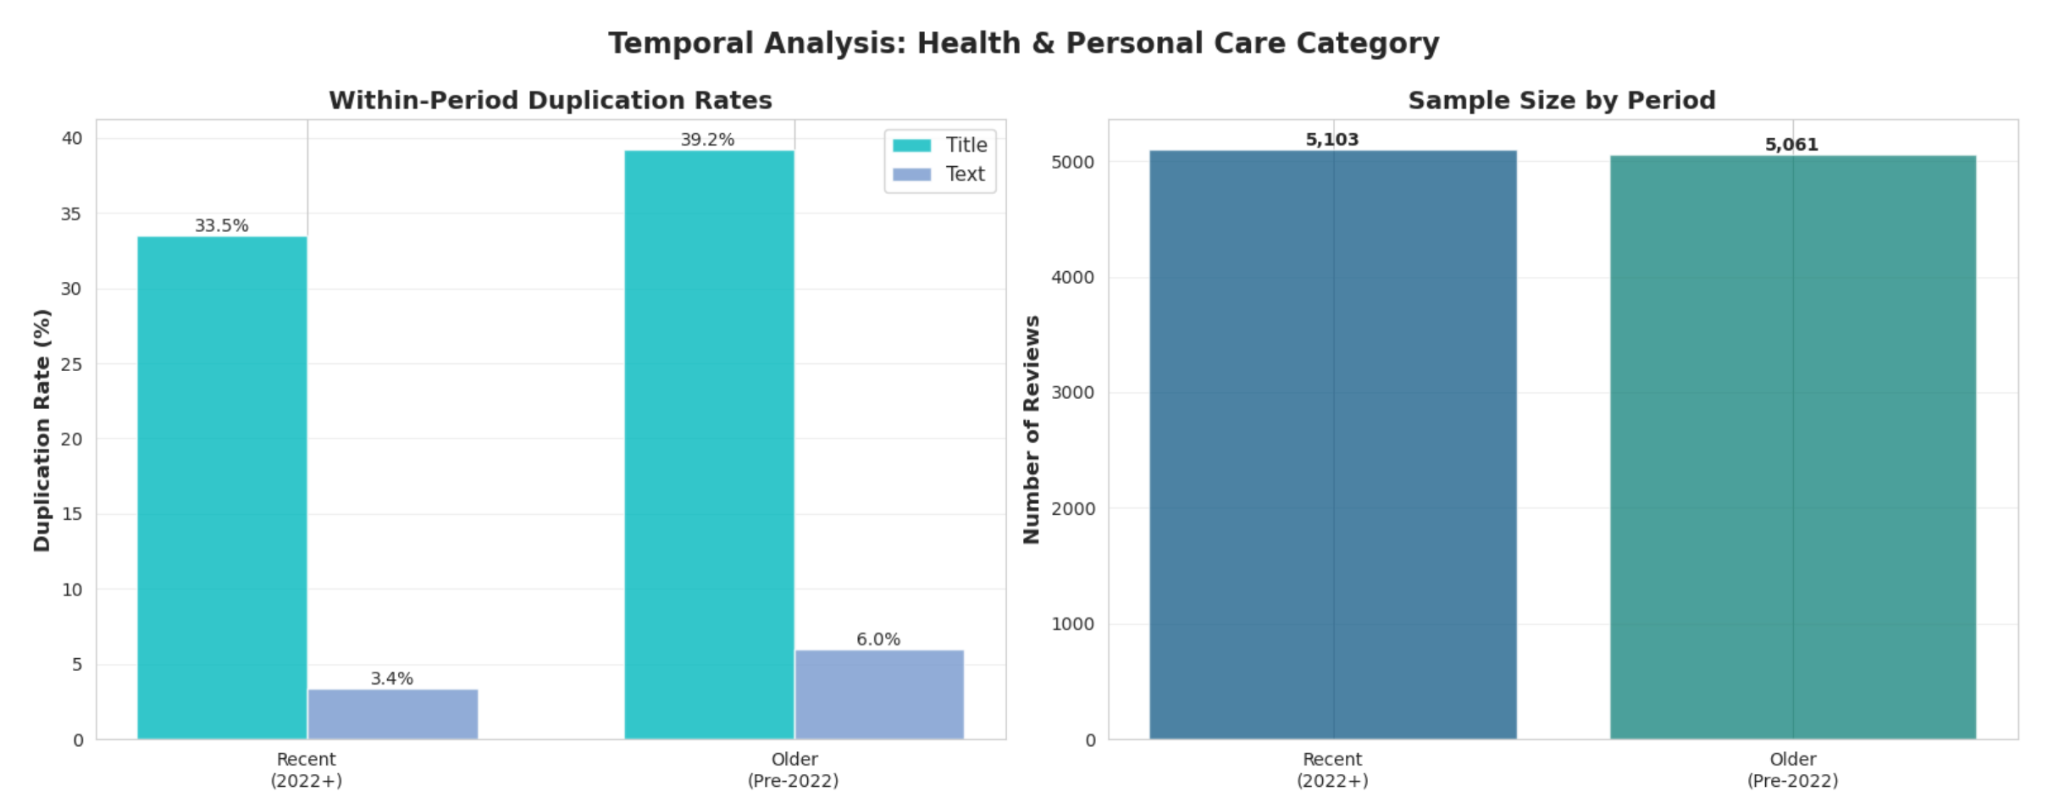 Temporal Analysis: Health & Personal Care Category
Within-Period Duplication Rates
Duplication Rate (%)
40
35
30
25
20
15
10
5
0
33.5%
3.4%
39.2%
6.0%
Title
Text
Recent
(2022+)
Older
(Pre-2022)
Sample Size by Period
Number of Reviews
5000
4000
3000
2000
1000
0
5,103
5,061
Recent
(2022+)
Older
(Pre-2022)